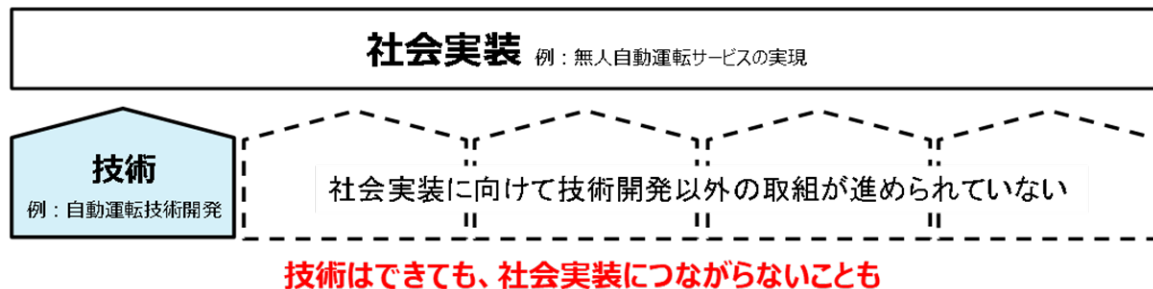 社会実装 例：無人自動運転サービスの実現
技術
例：自動運転技術開発
社会実装に向けて技術開発以外の取組が進められていない
技術はできても、社会実装につながらないことも